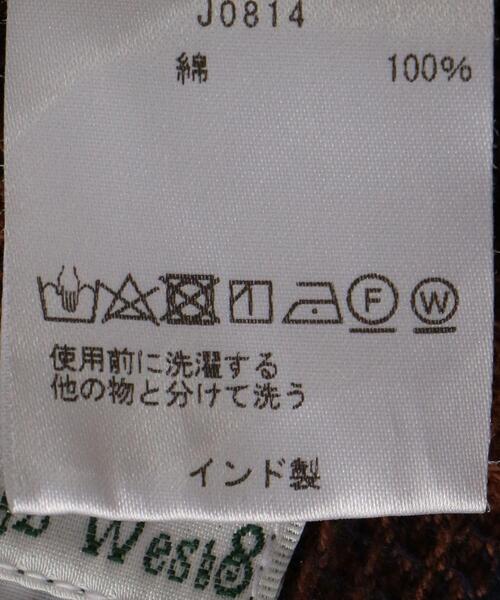 J0814
綿 100%
F W
使用前に洗濯する
他の物と分けて洗う
インド製
West8